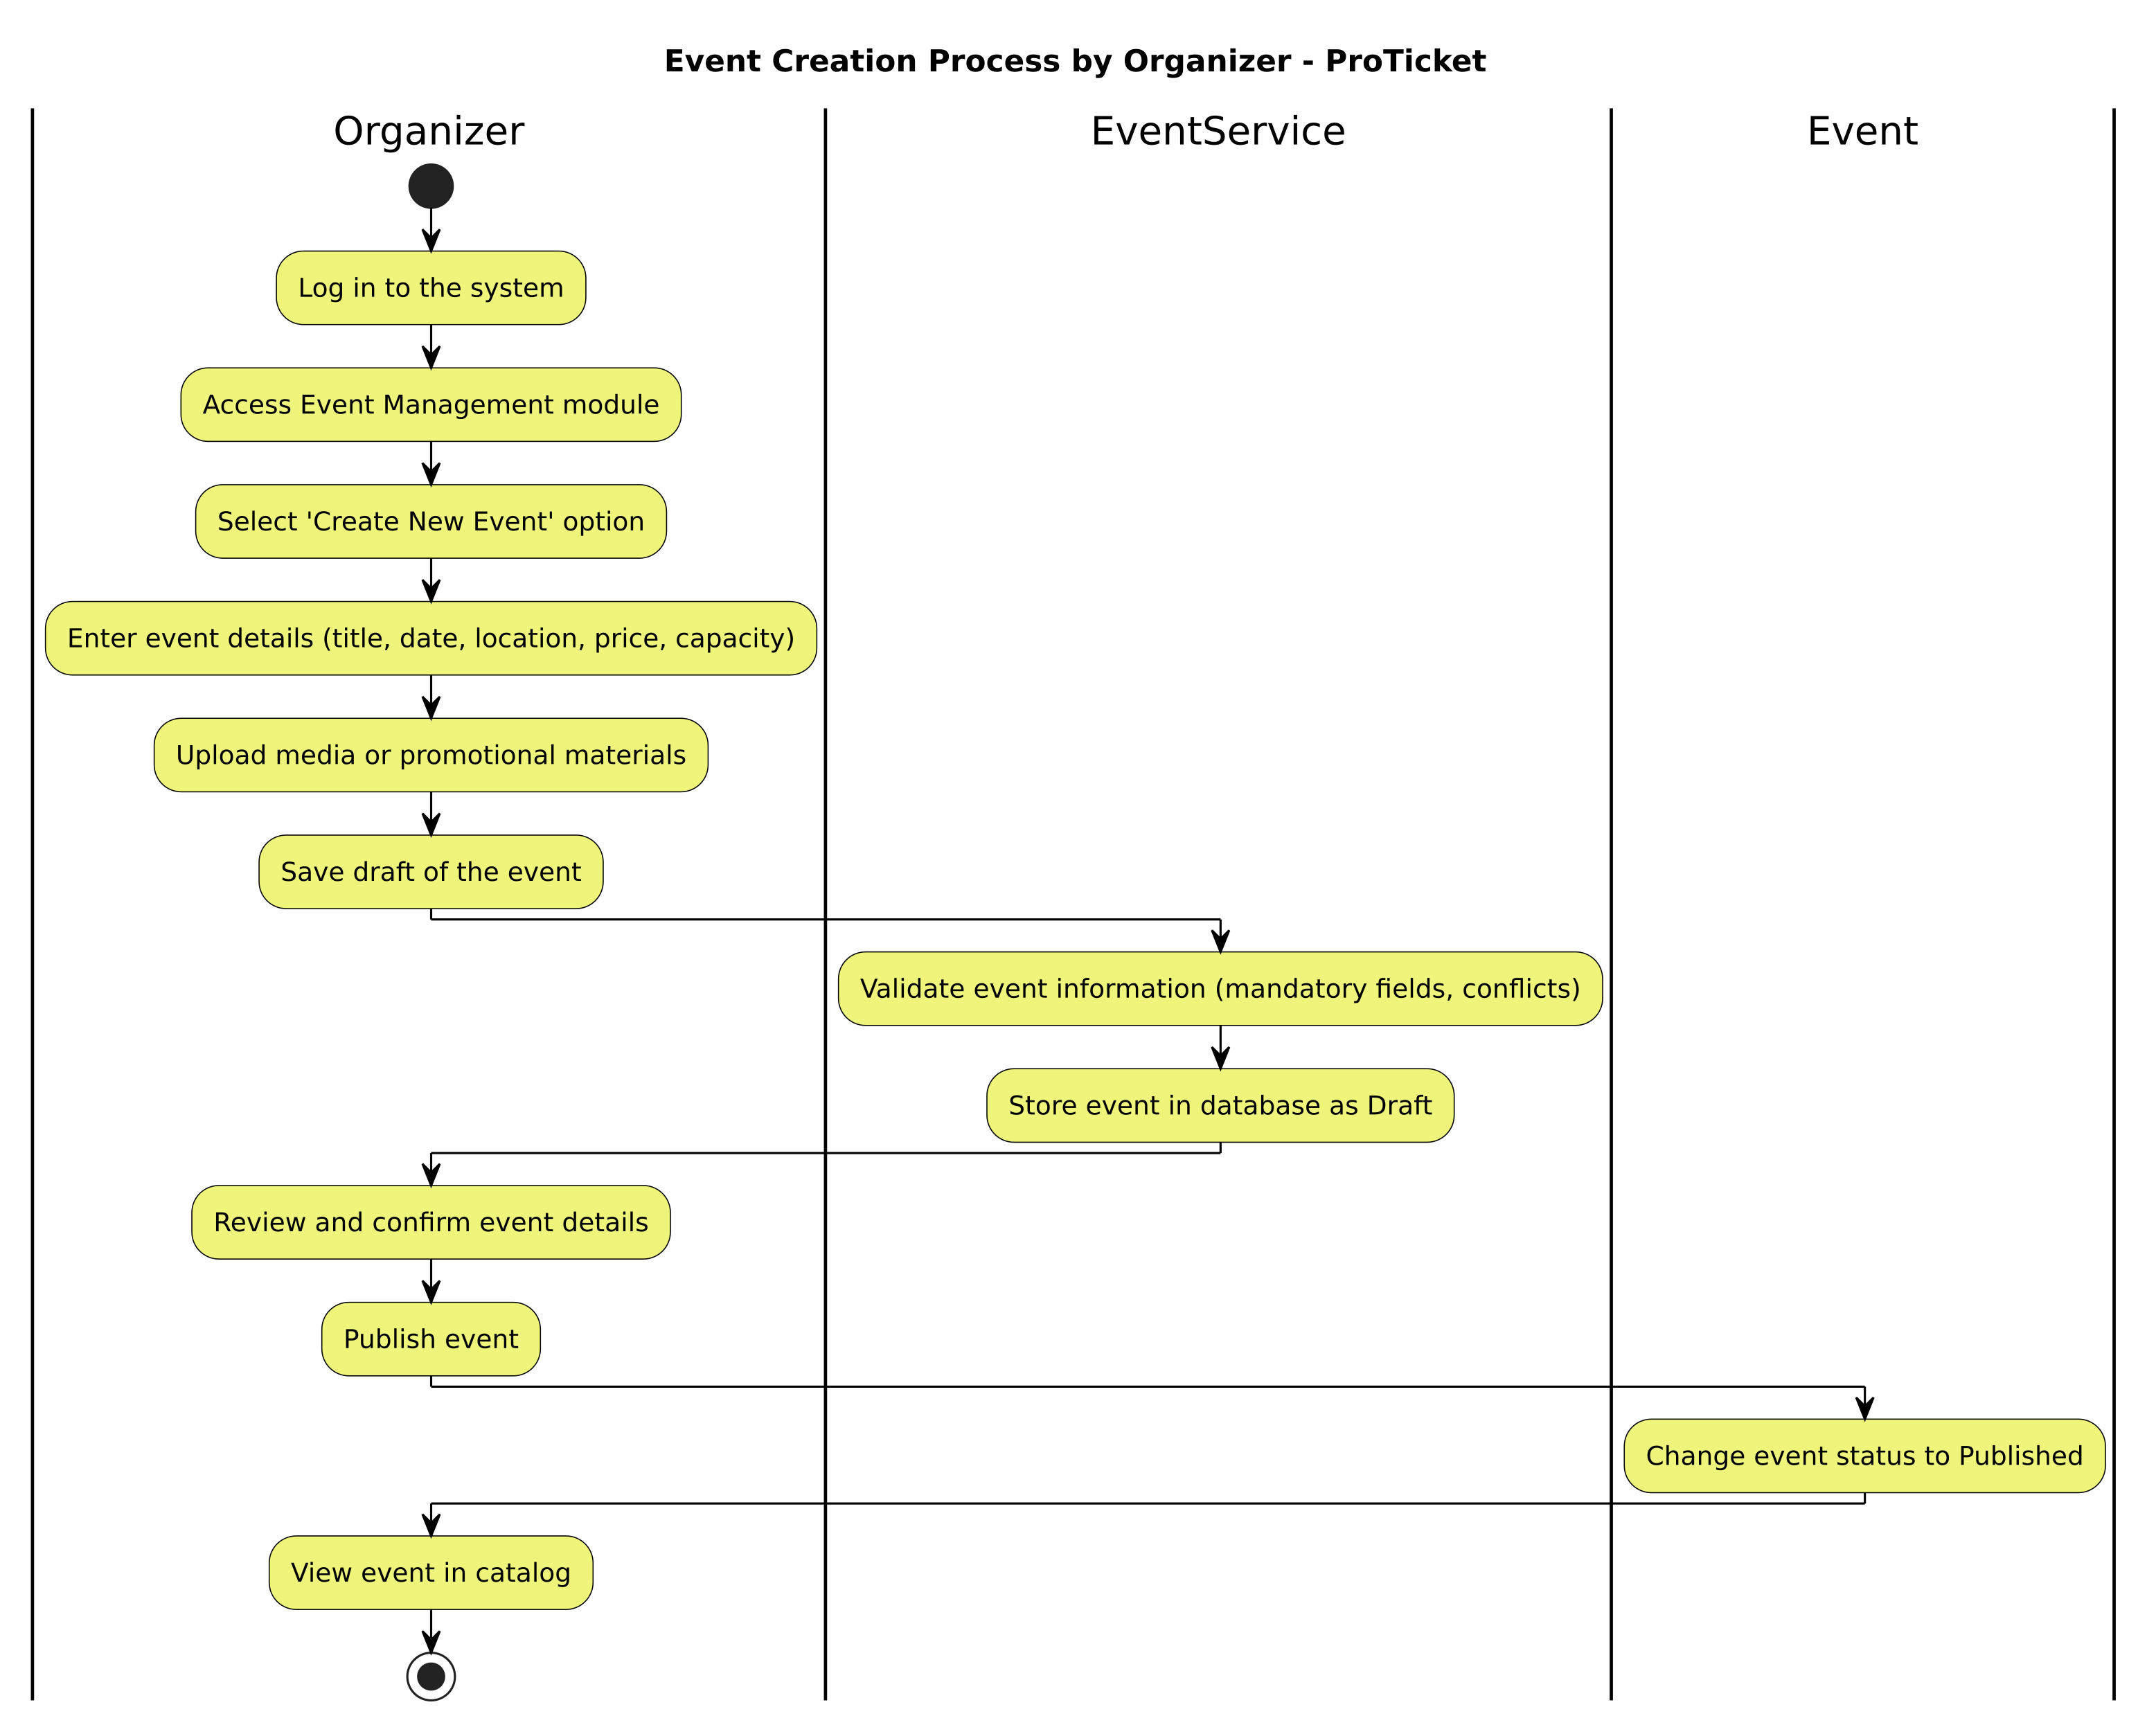 Event Creation Process by Organizer - ProTicket
Organizer
EventService
Event
Log in to the system
Access Event Management module
Select 'Create New Event' option
Enter event details (title, date, location, price, capacity)
Upload media or promotional materials
Save draft of the event
Validate event information (mandatory fields, conflicts)
Store event in database as Draft
Review and confirm event details
Publish event
Change event status to Published
View event in catalog